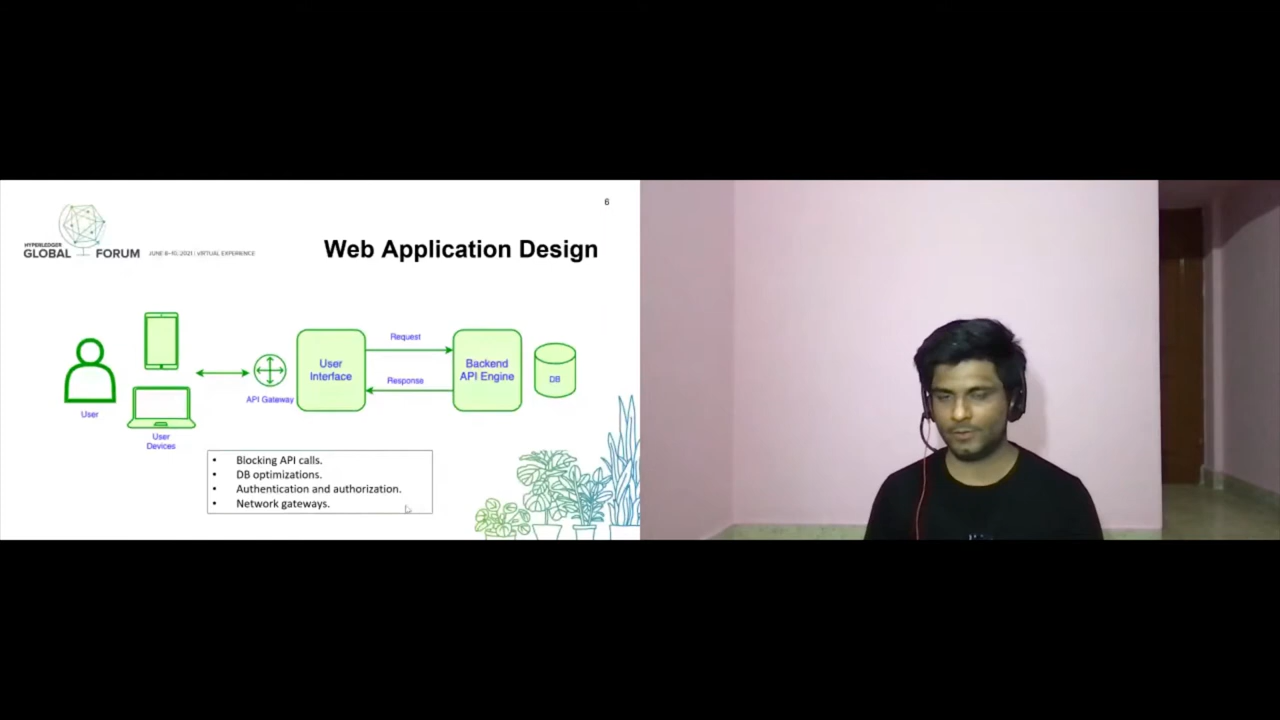 6
HYPERLEDGER
GLOBAL FORUM JUNE 8-10, 2021 | VIRTUAL EXPERIENCE
Web Application Design
Request
User
Interface
Backend
API Engine
Response
DB
API Gateway
User
User
Devices
• Blocking API calls.
• DB optimizations.
• Authentication and authorization.
• Network gateways.